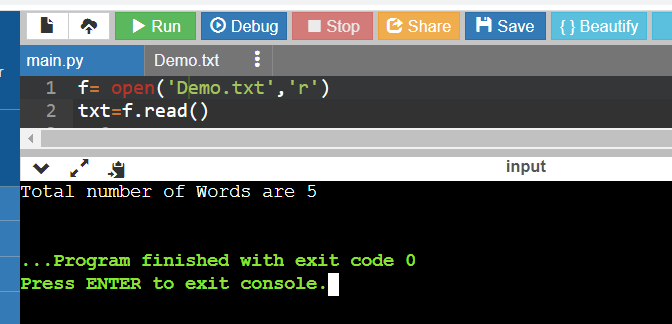 Run Debug Stop Share Save { } Beautify
main.py Demo.txt
1 f= open('Demo.txt','r')
2 txt=f.read()
input
Total number of Words are 5
...Program finished with exit code 0
Press ENTER to exit console.